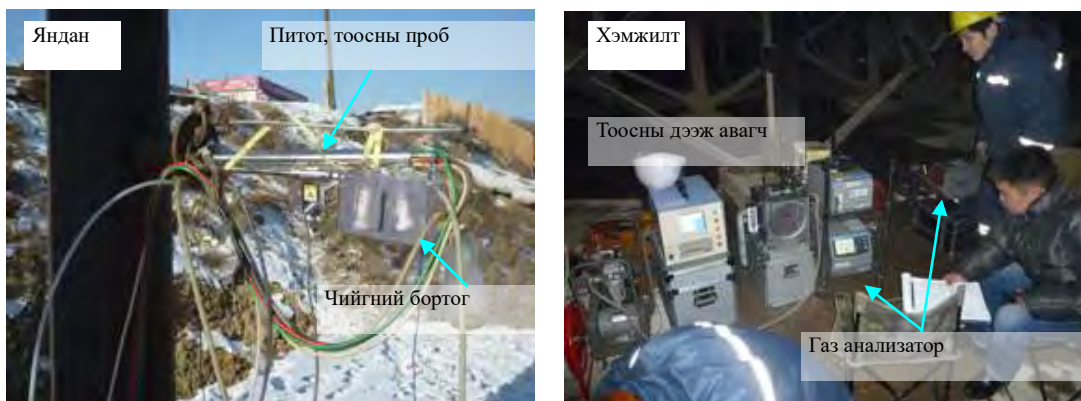 Яндан
Питот, тоосны проб
Чийгний бортог
Хэмжилт
Тоосны дээж авагч
Газ анализатор